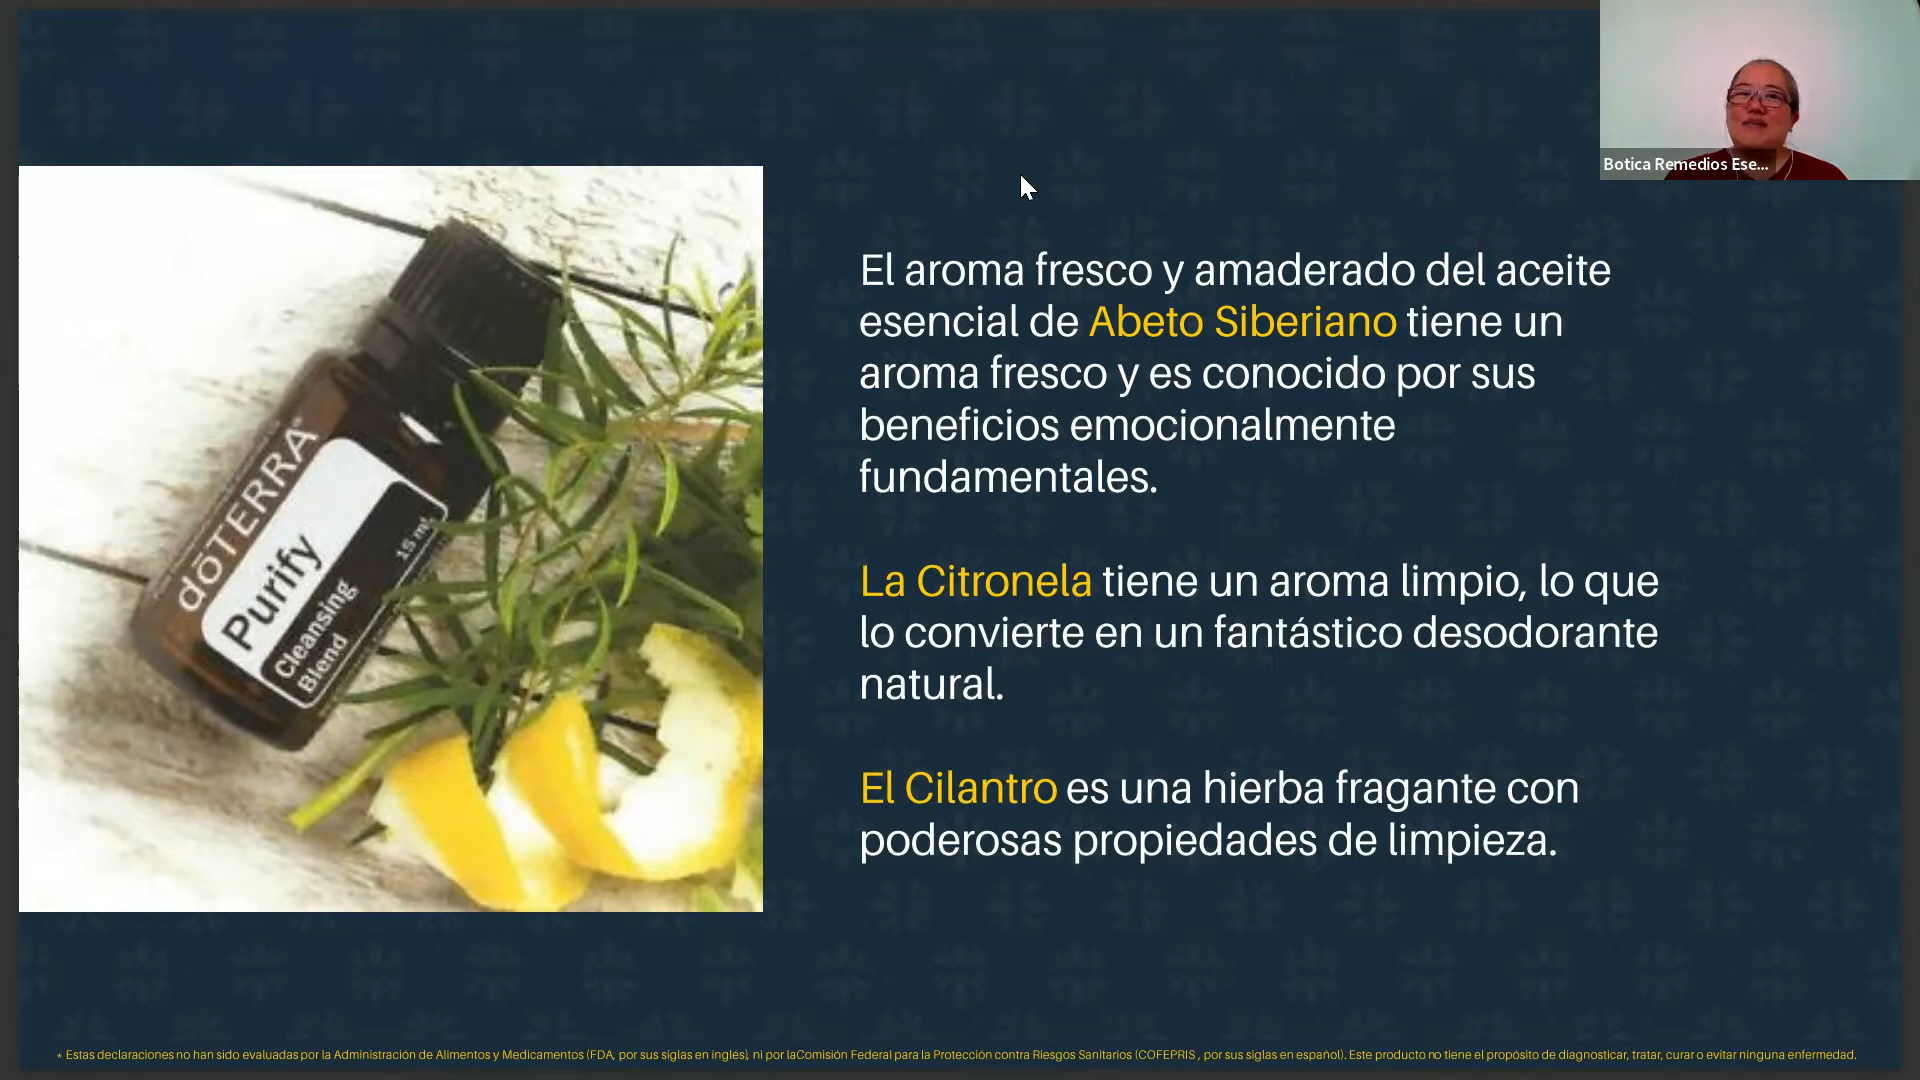 Botica Remedios Ese...
El aroma fresco y amaderado del aceite
esencial de Abeto Siberiano tiene un
aroma fresco y es conocido por sus
beneficios emocionalmente
fundamentales.
La Citronela tiene un aroma limpio, lo que
lo convierte en un fantástico desodorante
natural.
El Cilantro es una hierba fragante con
poderosas propiedades de limpieza.
dōTERRA®
Purify
Cleansing
Blend
15 mL
* Estas declaraciones no han sido evaluadas por la Administración de Alimentos y Medicamentos (FDA, por sus siglas en inglés), ni por laComisión Federal para la Protección contra Riesgos Sanitarios (COFEPRIS , por sus siglas en español). Este producto no tiene el propósito de diagnosticar, tratar, curar o evitar ninguna enfermedad.